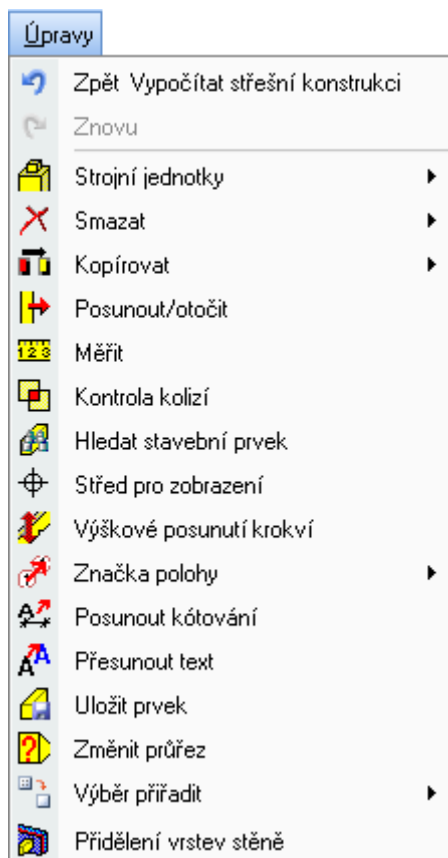 Úpravy
Zpět Vypočítat střešní konstrukci
Znovu
Strojní jednotky
Smazat
Kopírovat
Posunout/otočit
Měřit
123
Kontrola kolizí
Hledat stavební prvek
Střed pro zobrazení
Výškové posunutí krokví
Značka polohy
Posunout kótování
Přesunout text
Uložit prvek
Změnit průřez
Výběr přiřadit
Přidělení vrstev stěně